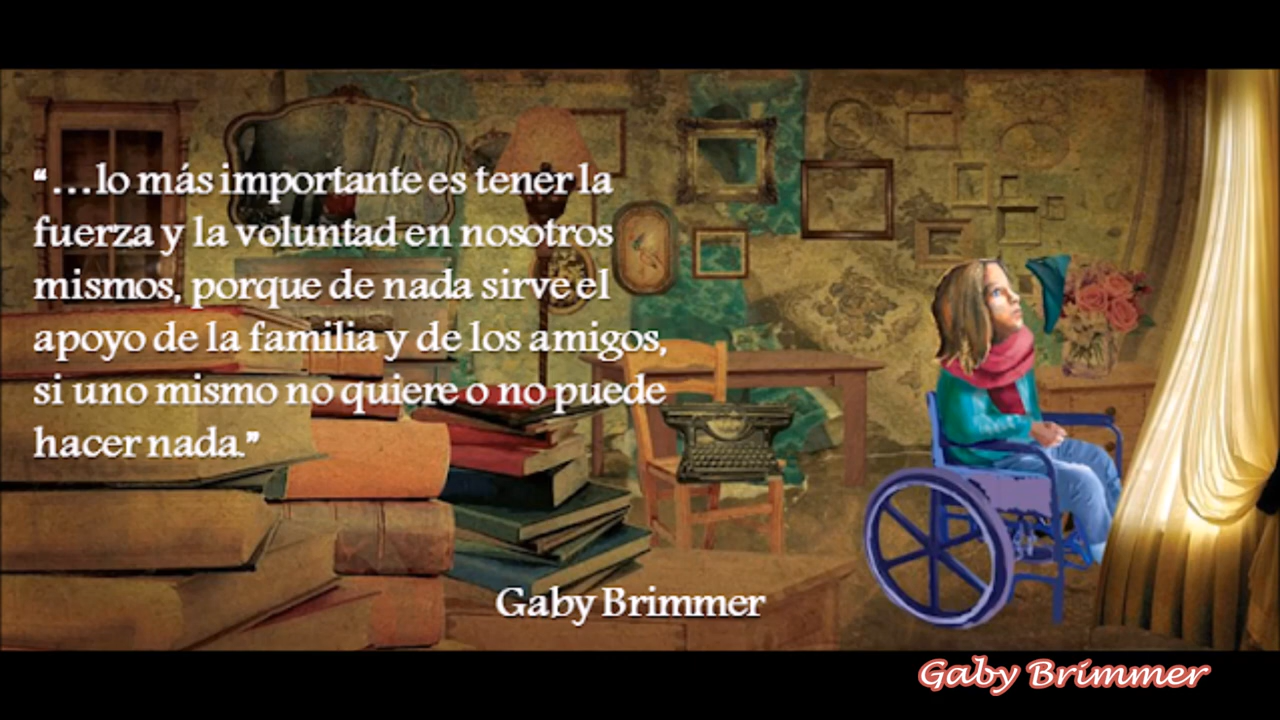 “…lo más importante es tener la
fuerza y la voluntad en nosotros
mismos, porque de nada sirve el
apoyo de la familia y de los amigos,
si uno mismo no quiere o no puede
hacer nada.”
Gaby Brimmer
Gaby Brimmer